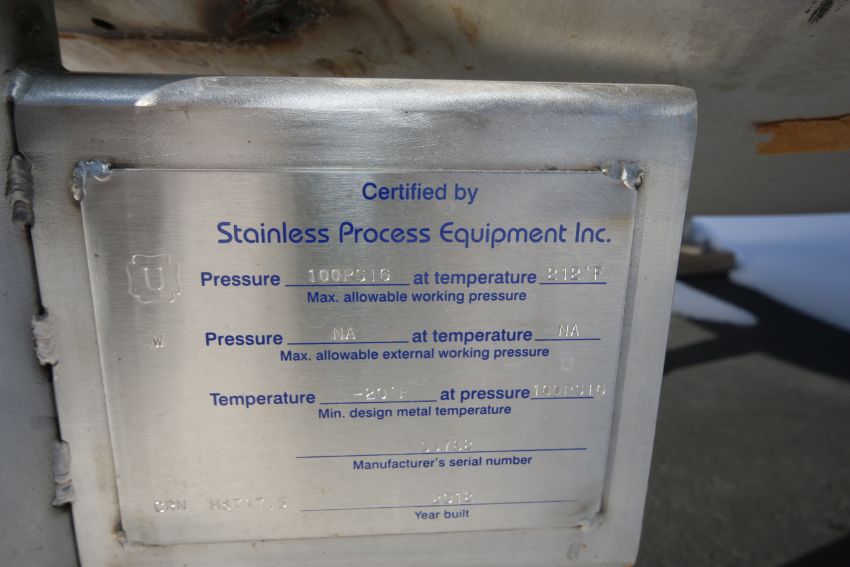 Certified by
Stainless Process Equipment Inc.
U
Pressure 100PSIG at temperature 212°F
Max. allowable working pressure
W
Pressure NA at temperature NA
Max. allowable external working pressure
Temperature -20°F at pressure 100PSIG
Min. design metal temperature
Manufacturer's serial number
CRN
2012
Year built